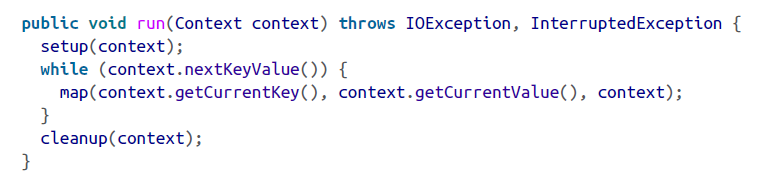 public void run(Context context) throws IOException, InterruptedException {
  setup(context);
  while (context.nextKeyValue()) {
    map(context.getCurrentKey(), context.getCurrentValue(), context);
  }
  cleanup(context);
}